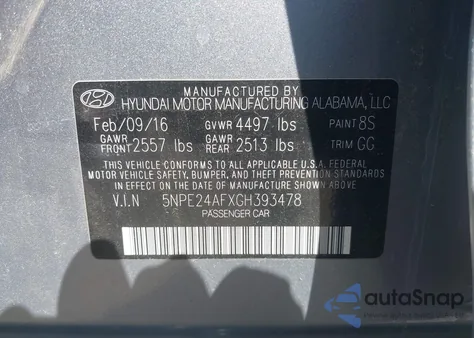 MANUFACTURED BY
HYUNDAI MOTOR MANUFACTURING ALABAMA, LLC
Feb/09/16 GVWR 4497 lbs PAINT 8S
GAWR FRONT 2557 lbs GAWR REAR 2513 lbs TRIM GG
THIS VEHICLE CONFORMS TO ALL APPLICABLE U.S.A. FEDERAL
MOTOR VEHICLE SAFETY, BUMPER, AND THEFT PREVENTION STANDARDS
IN EFFECT ON THE DATE OF MANUFACTURE SHOWN ABOVE.
V.I.N 5NPE24AFXGH393478
PASSENGER CAR
autoSnap